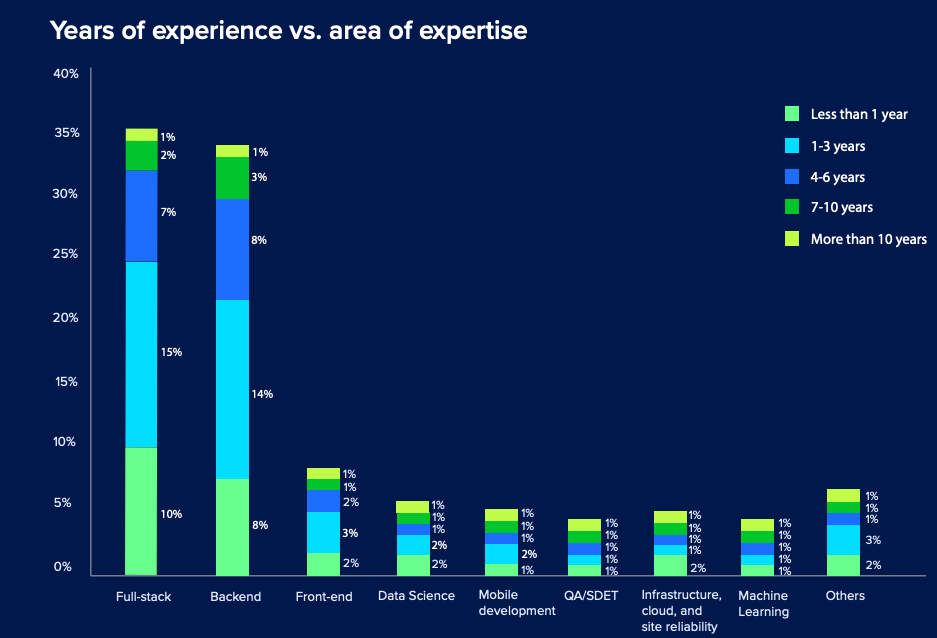 Years of experience vs. area of expertise
40%
35%
30%
25%
20%
15%
10%
5%
0%
Less than 1 year
1-3 years
4-6 years
7-10 years
More than 10 years
1%
2%
7%
15%
10%
1%
3%
8%
14%
8%
1%
1%
2%
3%
2%
1%
1%
1%
2%
2%
1%
1%
1%
2%
1%
1%
1%
1%
1%
1%
1%
1%
1%
1%
2%
1%
1%
1%
1%
1%
1%
1%
1%
3%
2%
Full-stack
Backend
Front-end
Data Science
Mobile
development
QA/SDET
Infrastructure,
cloud, and
site reliability
Machine
Learning
Others